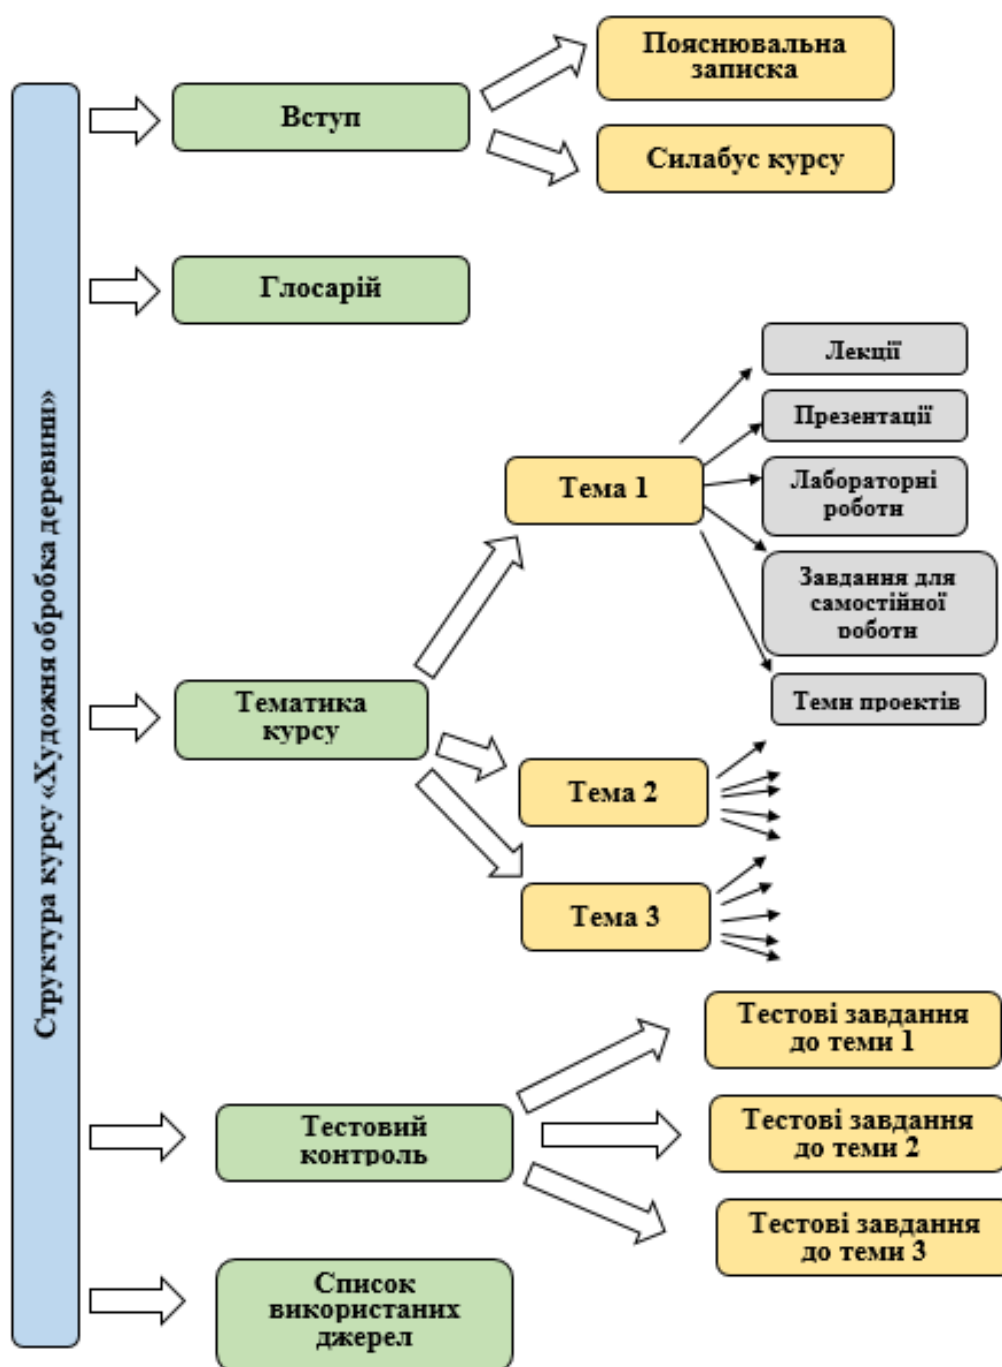 Структура курсу «Художня обробка деревини»
Вступ
Пояснювальна
записка
Силабус курсу
Глосарій
Тематика
курсу
Тема 1
Лекції
Презентації
Лабораторні
роботи
Завдання для
самостійної
роботи
Теми проектів
Тема 2
Тема 3
Тестовий
контроль
Тестові завдання
до теми 1
Тестові завдання
до теми 2
Тестові завдання
до теми 3
Список
використаних
джерел